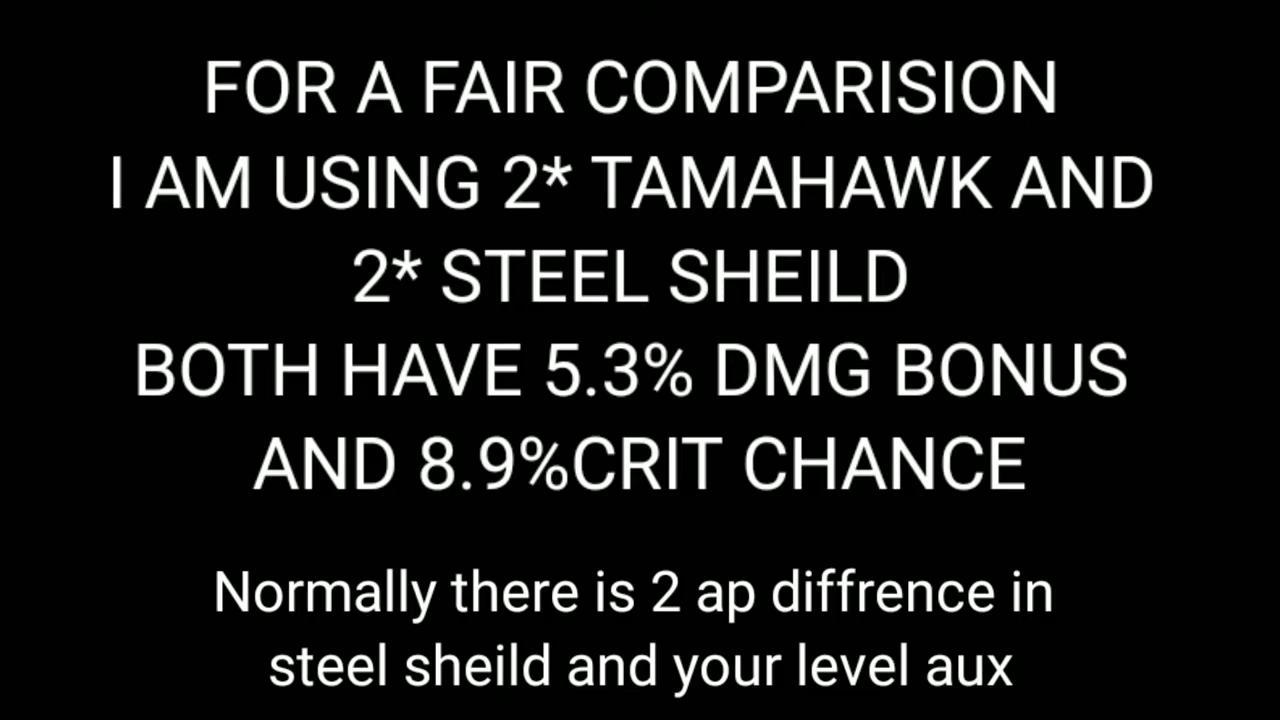 FOR A FAIR COMPARISION
I AM USING 2* TAMAHAWK AND
2* STEEL SHEILD
BOTH HAVE 5.3% DMG BONUS
AND 8.9%CRIT CHANCE
Normally there is 2 ap diffrence in
steel sheild and your level aux